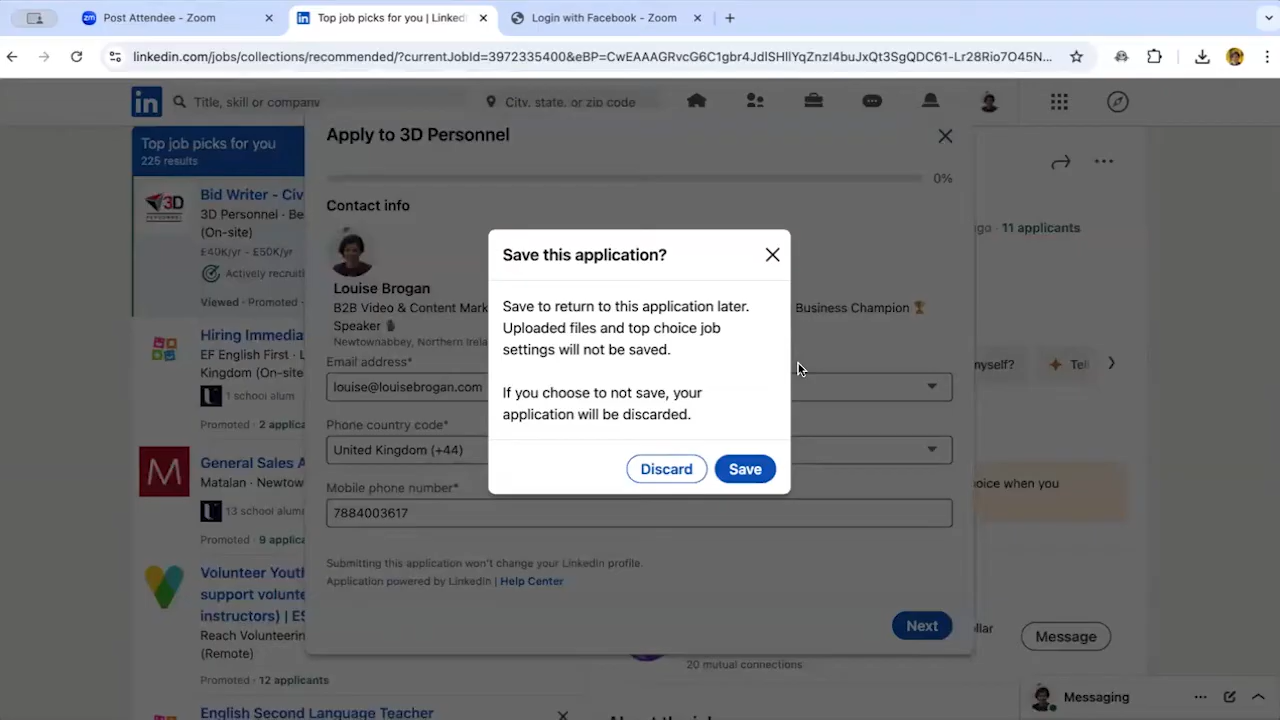 Post Attendee - Zoom
Top job picks for you | Linked
Login with Facebook - Zoom
linkedin.com/jobs/collections/recommended/?currentJobId=3972335400&eBP=CwEAAAGRvcG6C1gbr4JdlSHllYqZnzI4buJxQt3SgQDC61-Lr28Rio7O45N...
Title, skill or company
City, state, or zip code
Top job picks for you
225 results
Apply to 3D Personnel
0%
Contact info
Bid Writer - Civ
3D Personnel · Be
(On-site)
£40K/yr - £50K/yr
Actively recruiti
Viewed · Promoted ·
ago · 11 applicants
Louise Brogan
B2B Video & Content Mark
Business Champion
Speaker
Newtownabbey, Northern Irela
Email address*
louise@louisebrogan.com
Phone country code*
United Kingdom (+44)
Mobile phone number*
7884003617
Submitting this application won't change your LinkedIn profile.
Application powered by LinkedIn | Help Center
Next
Save this application?
Save to return to this application later.
Uploaded files and top choice job
settings will not be saved.
If you choose to not save, your
application will be discarded.
Discard
Save
Hiring Immedia
EF English First · L
Kingdom (On-site
1 school alum
Promoted · 2 applica
General Sales A
Matalan · Newtow
13 school alumi
Promoted · 9 applica
Volunteer Yout
support volunte
instructors) | ES
Reach Volunteerin
(Remote)
Promoted · 12 applicants
English Second Language Teacher
myself?
Tell
oice when you
llar
Message
20 mutual connections
Messaging